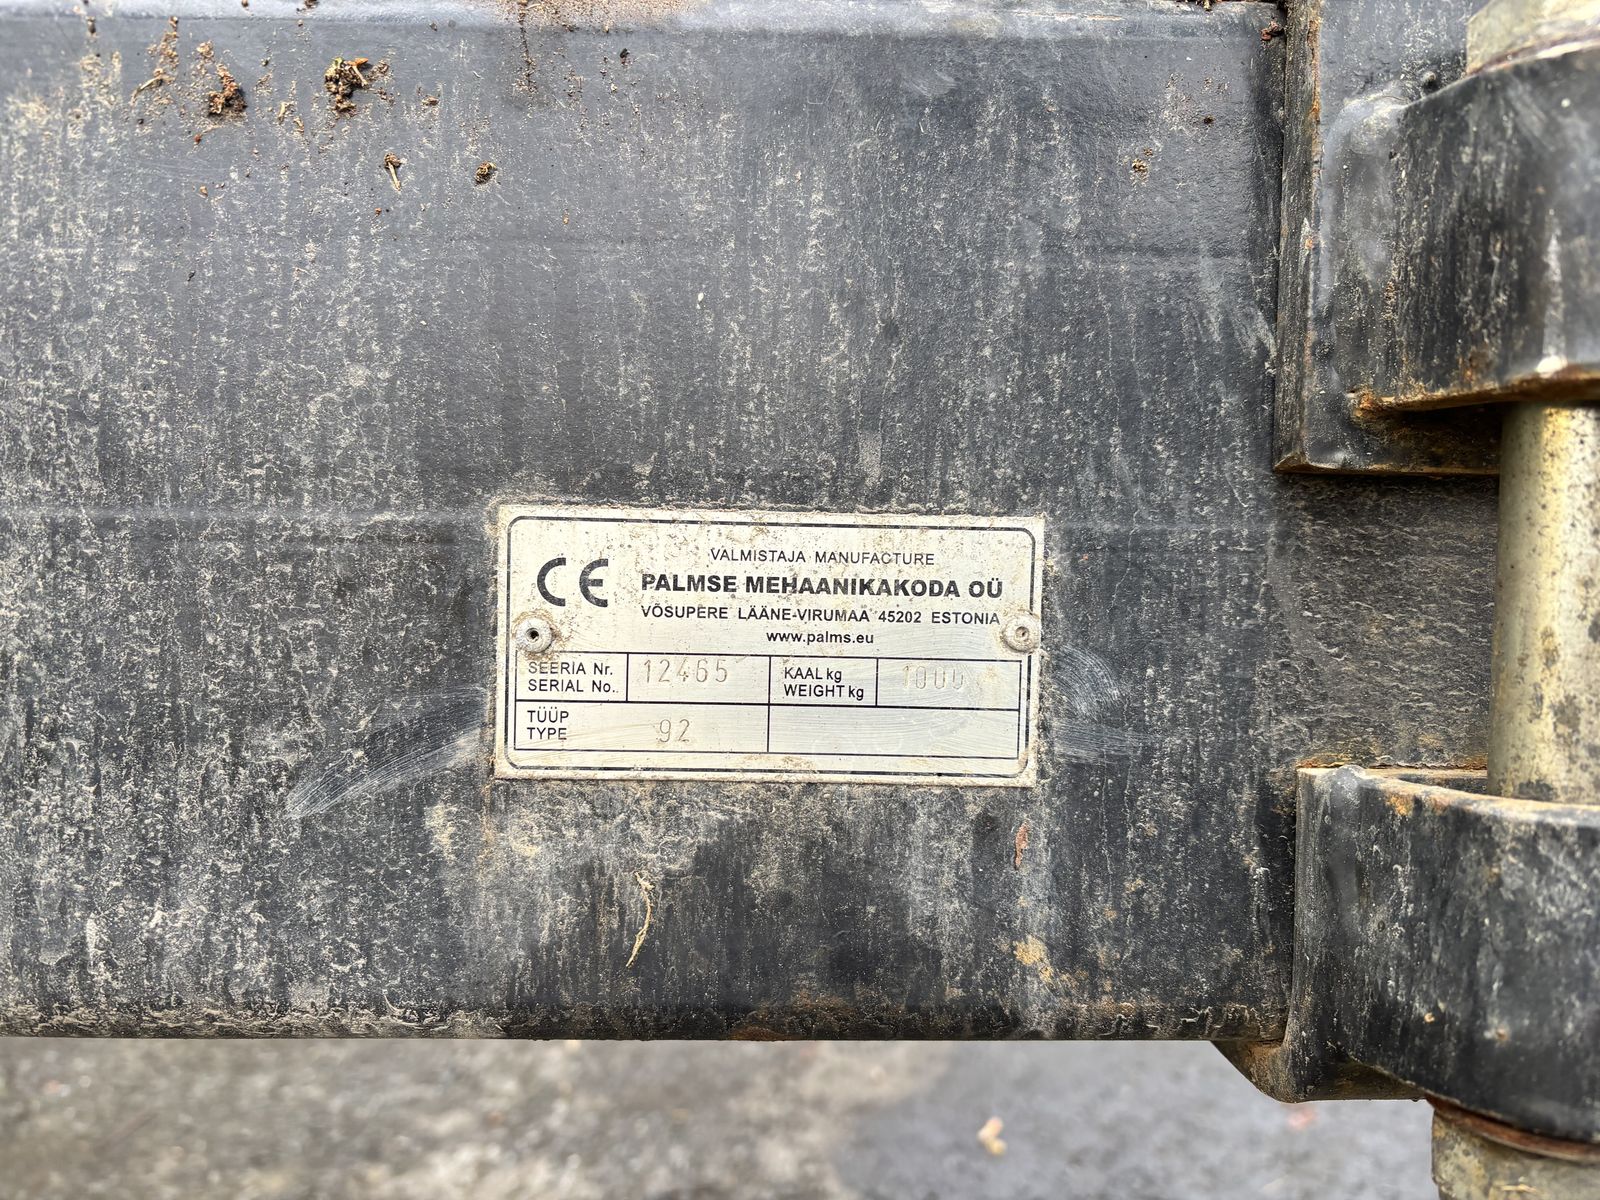 CE
VALMISTAJA MANUFACTURE
PALMSE MEHAANIKAKODA OÜ
VÕSUPERE LÄÄNE-VIRUMAA 45202 ESTONIA
www.palms.eu
SEERIA Nr. 12465 KAAL kg 1000
SERIAL No.. WEIGHT kg
TÜÜP 92
TYPE